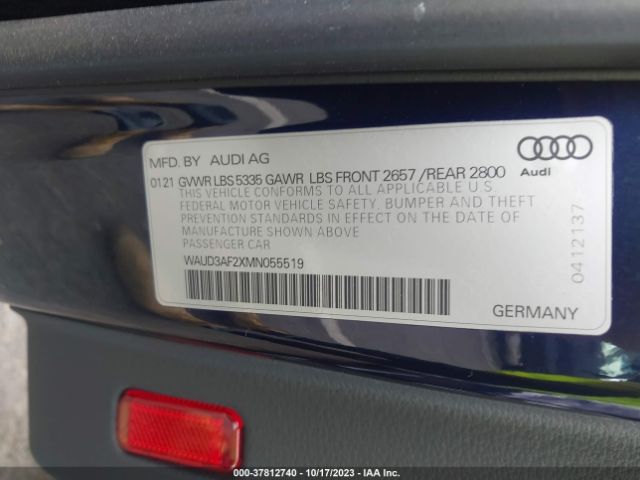 MFD. BY AUDI AG
0121 GVWR LBS 5335 GAWR LBS FRONT 2657 / REAR 2800
THIS VEHICLE CONFORMS TO ALL APPLICABLE U S
FEDERAL MOTOR VEHICLE SAFETY, BUMPER AND THEFT
PREVENTION STANDARDS IN EFFECT ON THE DATE OF
MANUFACTURE SHOWN ABOVE
PASSENGER CAR
WAUD3AF2XMN055519
Audi
0412137
GERMANY
000-37812740 - 10/17/2023 - IAA Inc.